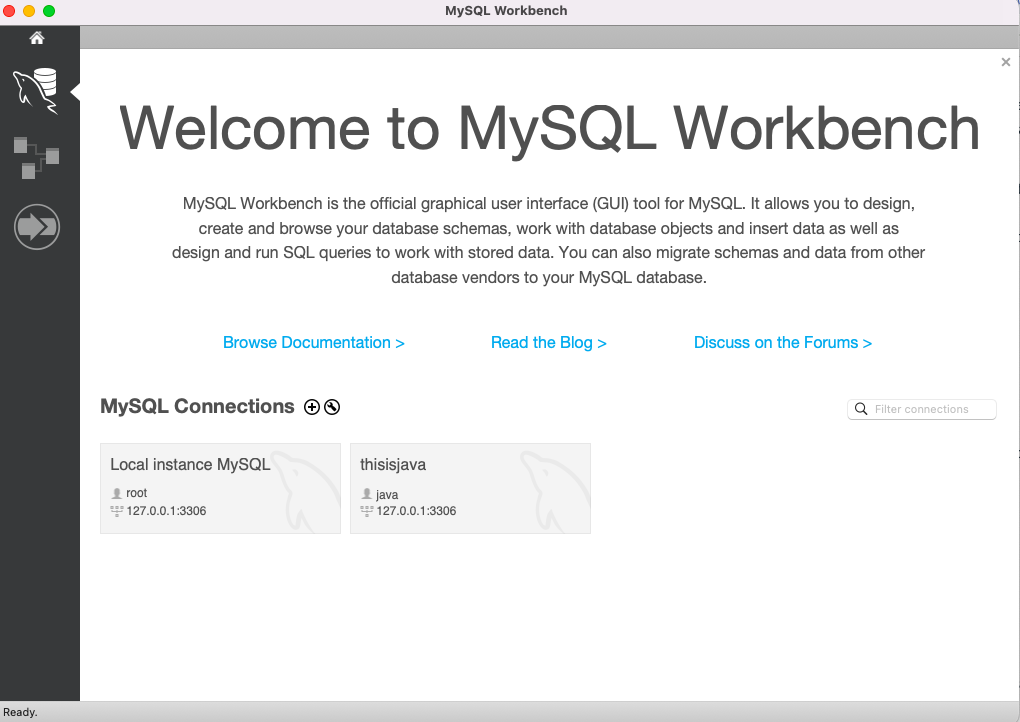 MySQL Workbench
Welcome to MySQL Workbench
MySQL Workbench is the official graphical user interface (GUI) tool for MySQL. It allows you to design,
create and browse your database schemas, work with database objects and insert data as well as
design and run SQL queries to work with stored data. You can also migrate schemas and data from other
database vendors to your MySQL database.
Browse Documentation > Read the Blog > Discuss on the Forums >
MySQL Connections
Filter connections
Local instance MySQL
root
127.0.0.1:3306
thisisjava
java
127.0.0.1:3306
Ready.